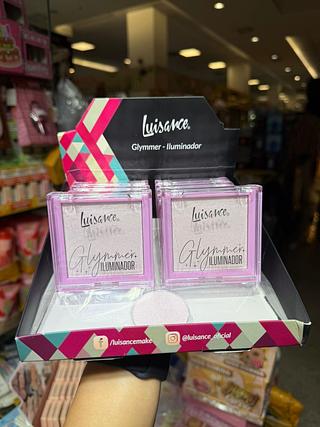 Luisance®
Glymmer - Iluminador
Luisance®
Glymmer
ILUMINADOR
Luisance®
Glymmer
ILUMINADOR
/luisancemake
@luisance_oficial